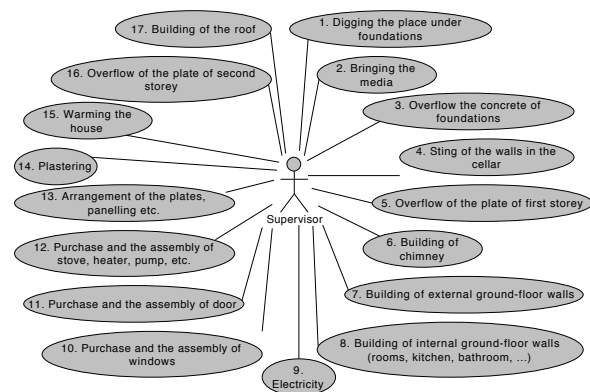 1. Digging the place under
foundations
2. Bringing the
media
3. Overflow the concrete of
foundations
4. Sting of the walls in the
cellar
5. Overflow of the plate of first storey
6. Building of
chimney
7. Building of external ground-floor walls
8. Building of internal ground-floor walls
(rooms, kitchen, bathroom, ...)
9.
Electricity
10. Purchase and the assembly of
windows
11. Purchase and the assembly of door
12. Purchase and the assembly of
stove, heater, pump, etc.
13. Arrangement of the plates,
panelling etc.
14. Plastering
15. Warming the
house
16. Overflow of the plate of second
storey
17. Building of the roof
Supervisor